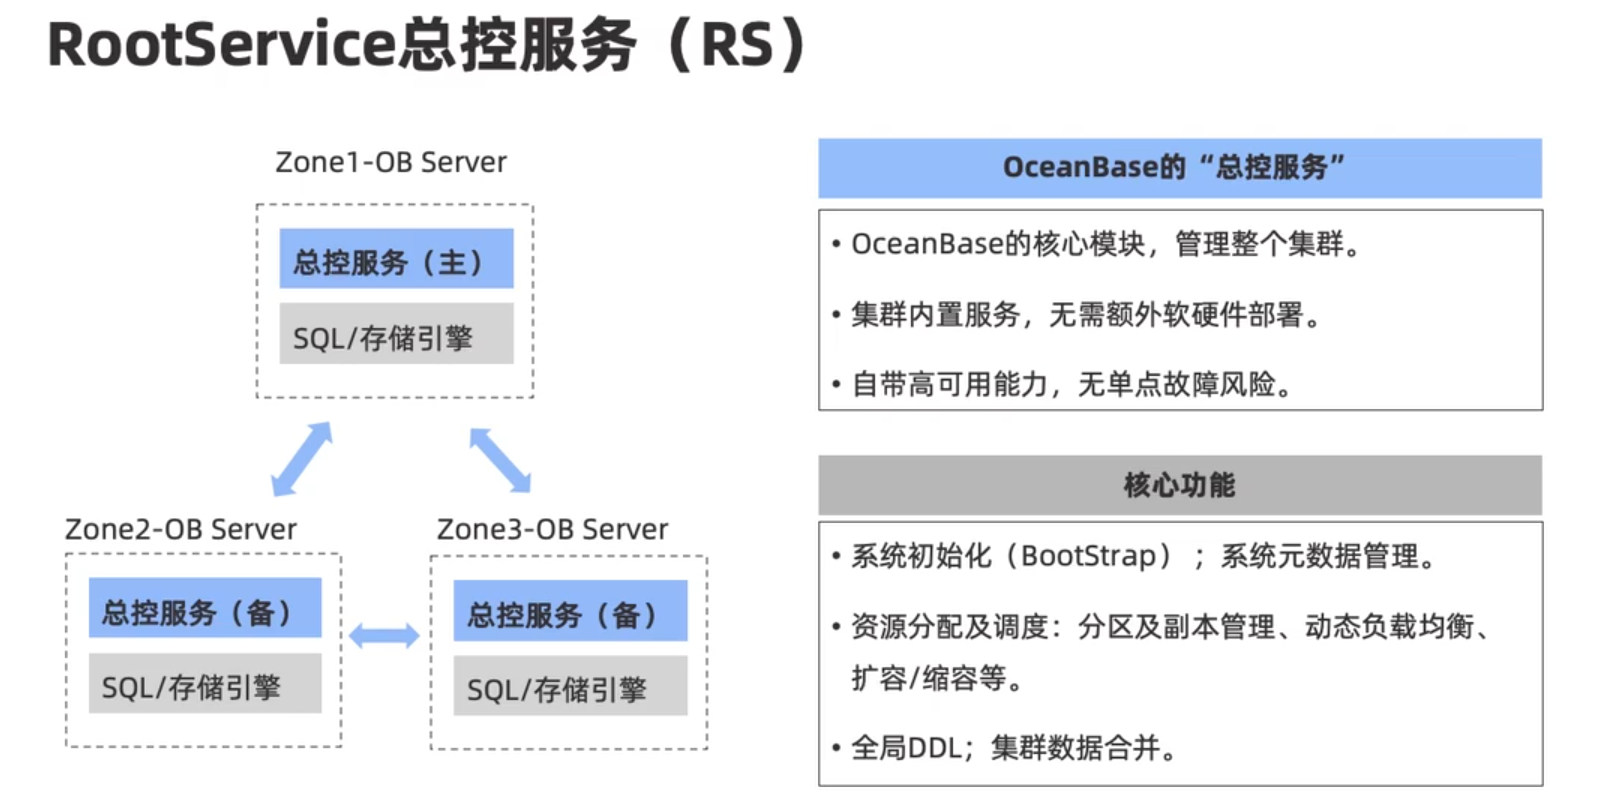 RootService总控服务（RS）
Zone1-OB Server
总控服务（主）
SQL/存储引擎
Zone2-OB Server
总控服务（备）
SQL/存储引擎
Zone3-OB Server
总控服务（备）
SQL/存储引擎
OceanBase的“总控服务”
• OceanBase的核心模块，管理整个集群。
• 集群内置服务，无需额外软硬件部署。
• 自带高可用能力，无单点故障风险。
核心功能
• 系统初始化（BootStrap）；系统元数据管理。
• 资源分配及调度：分区及副本管理、动态负载均衡、
扩容/缩容等。
• 全局DDL；集群数据合并。